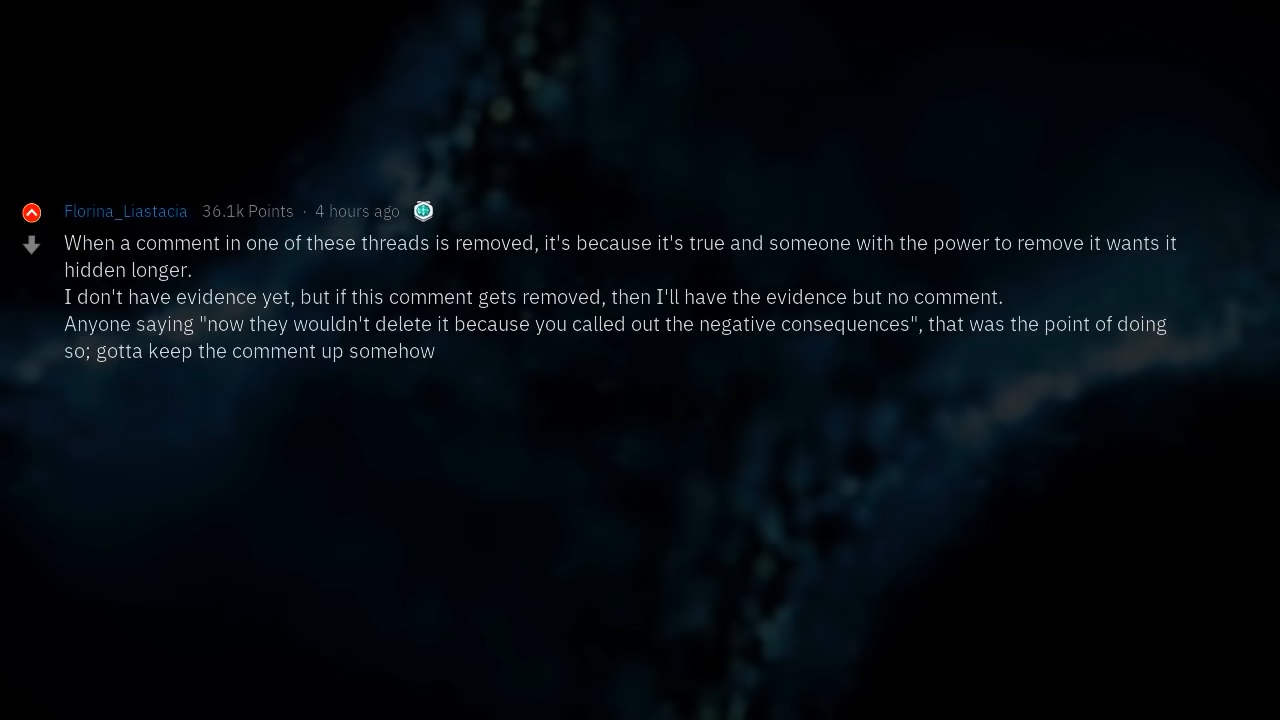 Florina_Liastacia 36.1k Points · 4 hours ago
When a comment in one of these threads is removed, it's because it's true and someone with the power to remove it wants it
hidden longer.
I don't have evidence yet, but if this comment gets removed, then I'll have the evidence but no comment.
Anyone saying "now they wouldn't delete it because you called out the negative consequences", that was the point of doing
so; gotta keep the comment up somehow